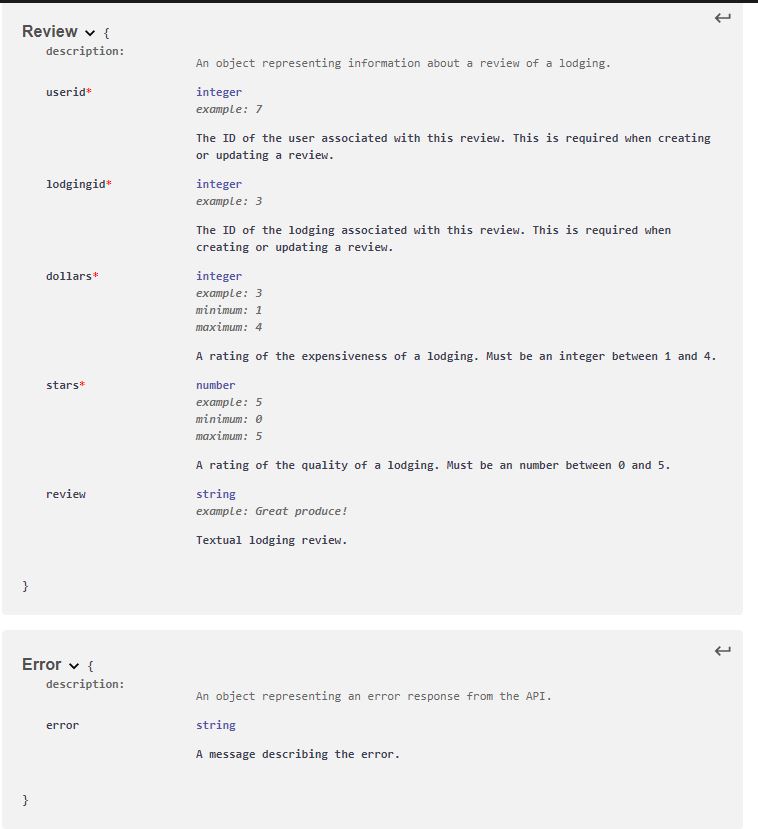 Review {
description:
An object representing information about a review of a lodging.
userid*
integer
example: 7
The ID of the user associated with this review. This is required when creating
or updating a review.
lodgingid*
integer
example: 3
The ID of the lodging associated with this review. This is required when
creating or updating a review.
dollars*
integer
example: 3
minimum: 1
maximum: 4
A rating of the expensiveness of a lodging. Must be an integer between 1 and 4.
stars*
number
example: 5
minimum: 0
maximum: 5
A rating of the quality of a lodging. Must be an number between 0 and 5.
review
string
example: Great produce!
Textual lodging review.
}
Error {
description:
An object representing an error response from the API.
error
string
A message describing the error.
}